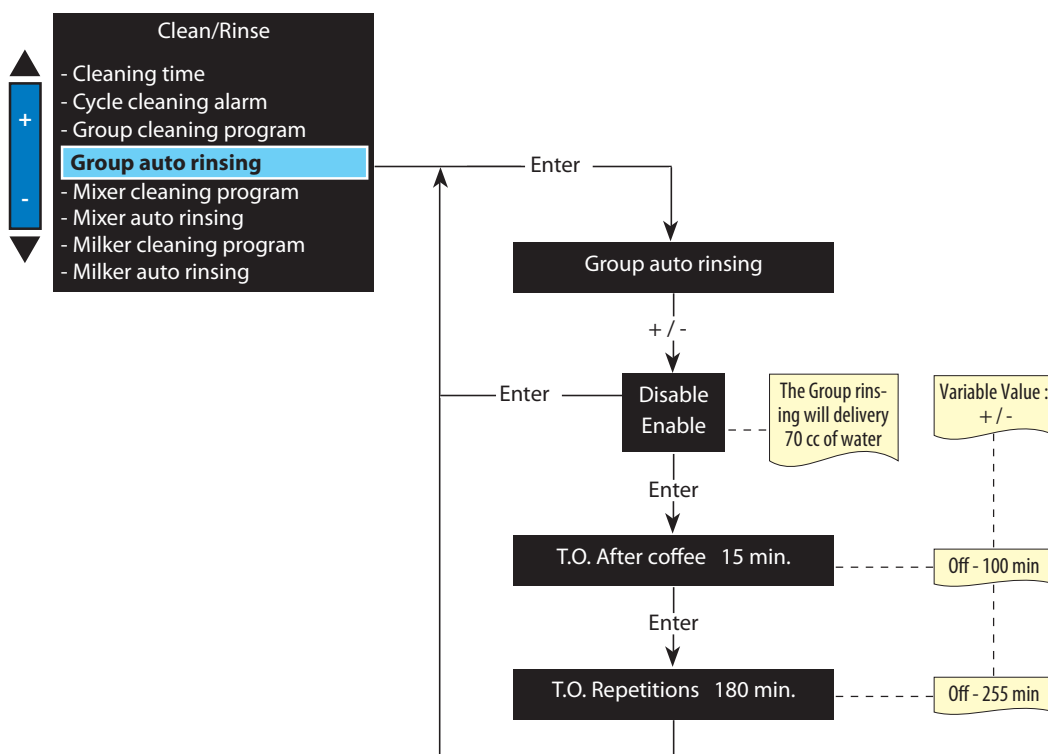 Clean/Rinse
- Cleaning time
- Cycle cleaning alarm
- Group cleaning program
Group auto rinsing
- Mixer cleaning program
- Mixer auto rinsing
- Milker cleaning program
- Milker auto rinsing
+
-
Enter
Group auto rinsing
+ / -
Enter
Disable
Enable
The Group rins-
ing will delivery
70 cc of water
Variable Value :
+ / -
Enter
T.O. After coffee 15 min.
Off - 100 min
Enter
T.O. Repetitions 180 min.
Off - 255 min